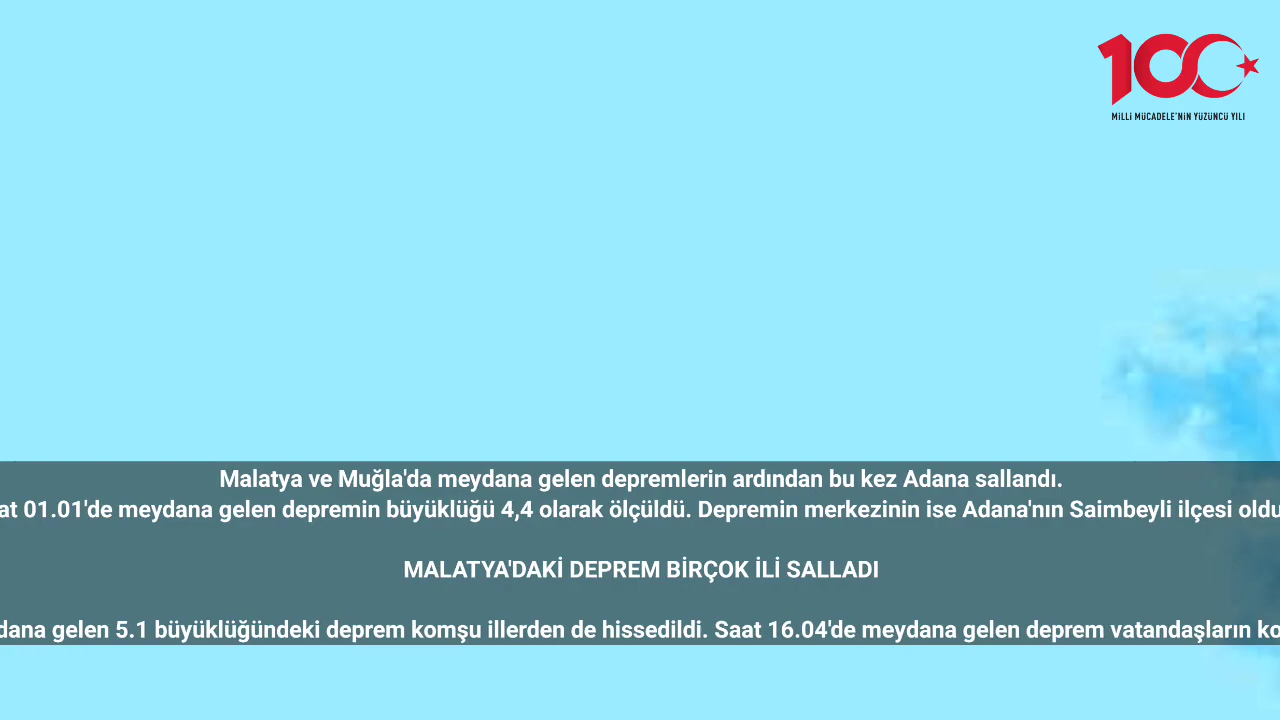 100
MİLLİ MÜCADELE'NİN YÜZÜNCÜ YILI
Malatya ve Muğla'da meydana gelen depremlerin ardından bu kez Adana sallandı.
at 01.01'de meydana gelen depremin büyüklüğü 4,4 olarak ölçüldü. Depremin merkezinin ise Adana'nın Saimbeyli ilçesi oldu
MALATYA'DAKİ DEPREM BİRÇOK İLİ SALLADI
dana gelen 5.1 büyüklüğündeki deprem komşu illerden de hissedildi. Saat 16.04'de meydana gelen deprem vatandaşların ko